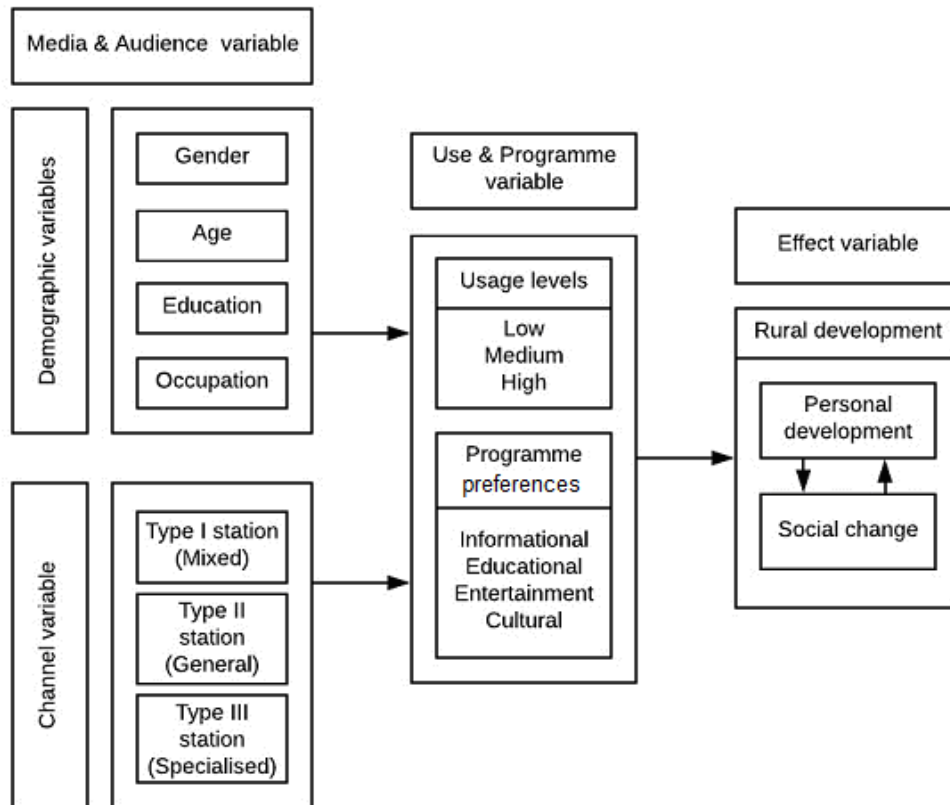 Media & Audience variable
Demographic variables
Gender
Age
Education
Occupation
Channel variable
Type I station
(Mixed)
Type II
station
(General)
Type III
station
(Specialised)
Use & Programme
variable
Usage levels
Low
Medium
High
Programme
preferences
Informational
Educational
Entertainment
Cultural
Effect variable
Rural development
Personal
development
Social change